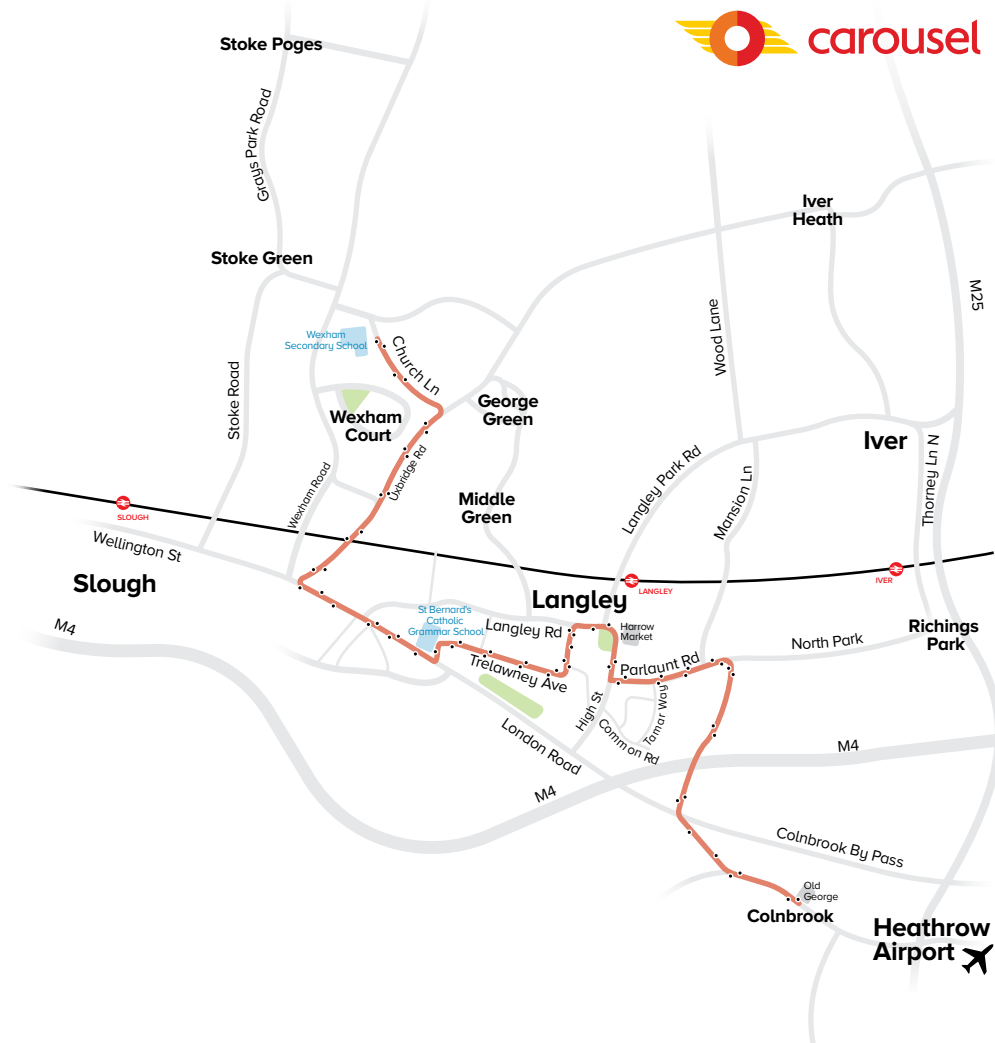 carousel
Stoke Poges
Grays Park Road
Iver
Heath
Stoke Green
M25
Wood Lane
Wexham
Secondary School
Church Ln
Stoke Road
George
Green
Wexham
Court
Iver
Uxbridge Rd
Langley Park Rd
Thorney Ln N
Mansion Ln
Wexham Road
Middle
Green
SLOUGH
Wellington St
IVER
Slough
LANGLEY
Langley
St Bernard's
Catholic
Grammar School
Langley Rd
Harrow
Market
M4
Richings
Park
North Park
Parlaunt Rd
Trelawney Ave
Tamar Way
High St
Common Rd
London Road
M4
M4
Colnbrook By Pass
Old
George
Colnbrook
Heathrow
Airport